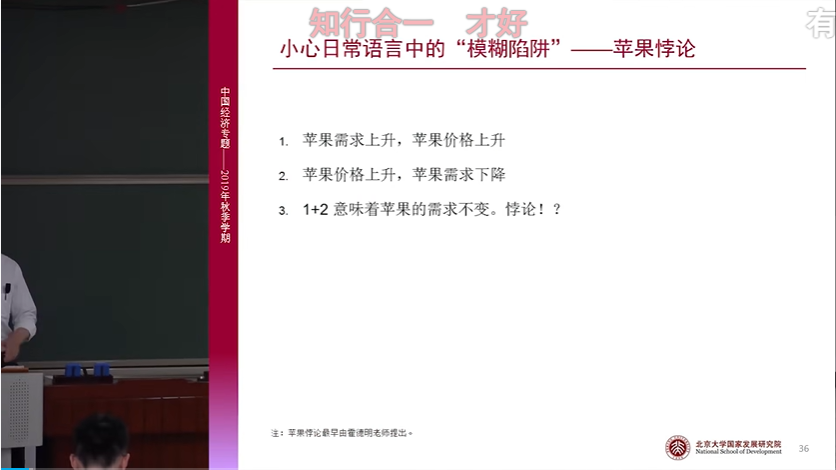 知行合一 才好
有
小心日常语言中的“模糊陷阱”——苹果悖论
中国经济专题——2019年秋季学期
1. 苹果需求上升，苹果价格上升
2. 苹果价格上升，苹果需求下降
3. 1+2 意味着苹果的需求不变。悖论！？
注：苹果悖论最早由霍德明老师提出。
北京大学国家发展研究院
National School of Development
36